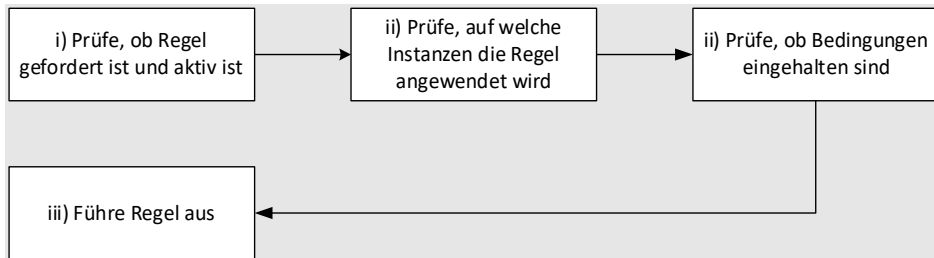 i) Prüfe, ob Regel
gefordert ist und aktiv ist
ii) Prüfe, auf welche
Instanzen die Regel
angewendet wird
ii) Prüfe, ob Bedingungen
eingehalten sind
iii) Führe Regel aus